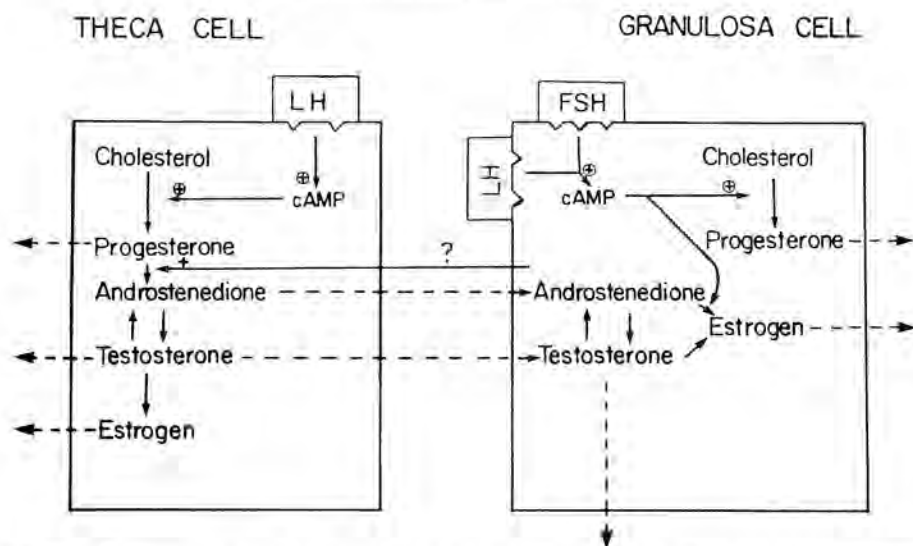 THECA CELL
GRANULOSA CELL
LH
Cholesterol
⊕
⊕
cAMP
Progesterone
+
Androstenedione
Testosterone
Estrogen
?
FSH
LH
⊕
cAMP
⊕
Cholesterol
Progesterone
Androstenedione
Testosterone
Estrogen